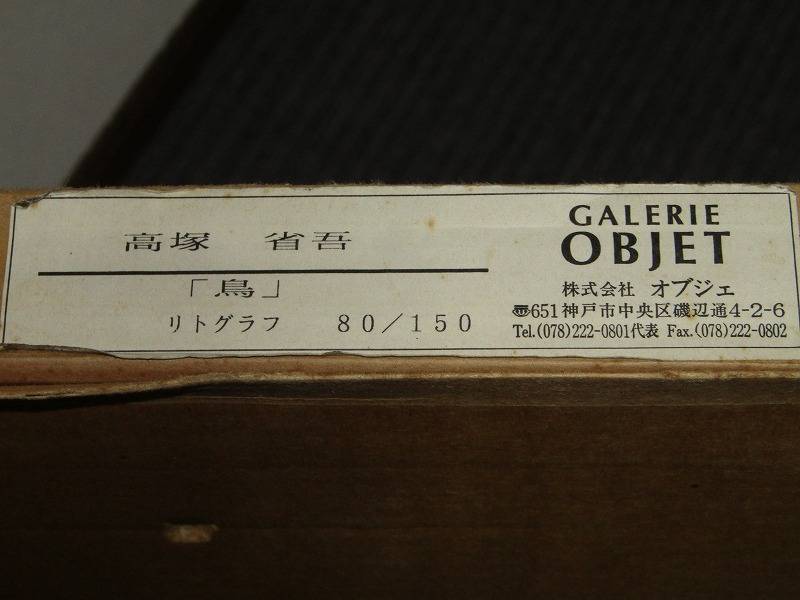 高塚 省吾
「鳥」
リトグラフ 80/150
GALERIE
OBJET
株式会社 オブジェ
〠651神戸市中央区磯辺通4-2-6
Tel.(078)222-0801代表 Fax.(078)222-0802